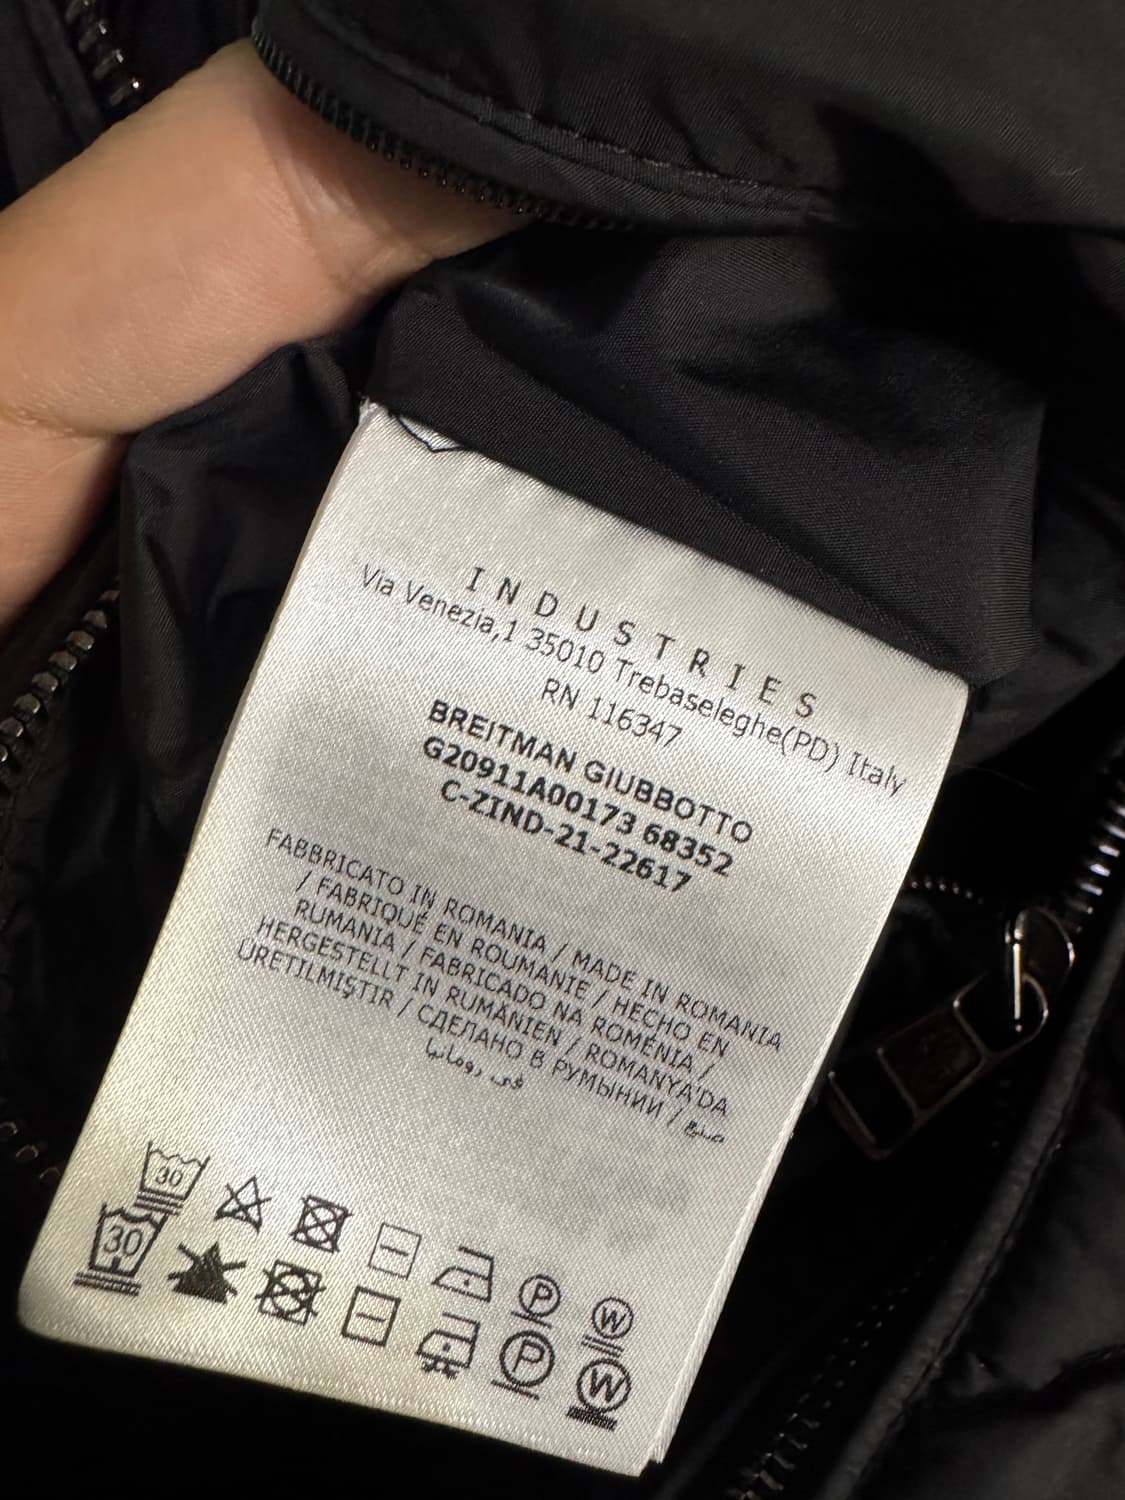 INDUSTRIES
Via Venezia,1 35010 Trebaseleghe(PD) Italy
RN 116347
BREITMAN GIUBBOTTO
G20911A00173 68352
C-ZIND-21-22617
FABBRICATO IN ROMANIA / MADE IN ROMANIA
/ FABRIQUÉ EN ROUMANIE / HECHO EN
RUMANIA / FABRICADO NA ROMÉNIA /
HERGESTELLT IN RUMÄNIEN / ROMANYA'DA
ÜRETILMIŞTIR / СДЕЛАНО В РУМЫНИИ / صنع
في رومانيا
30
P
W
30
P
W